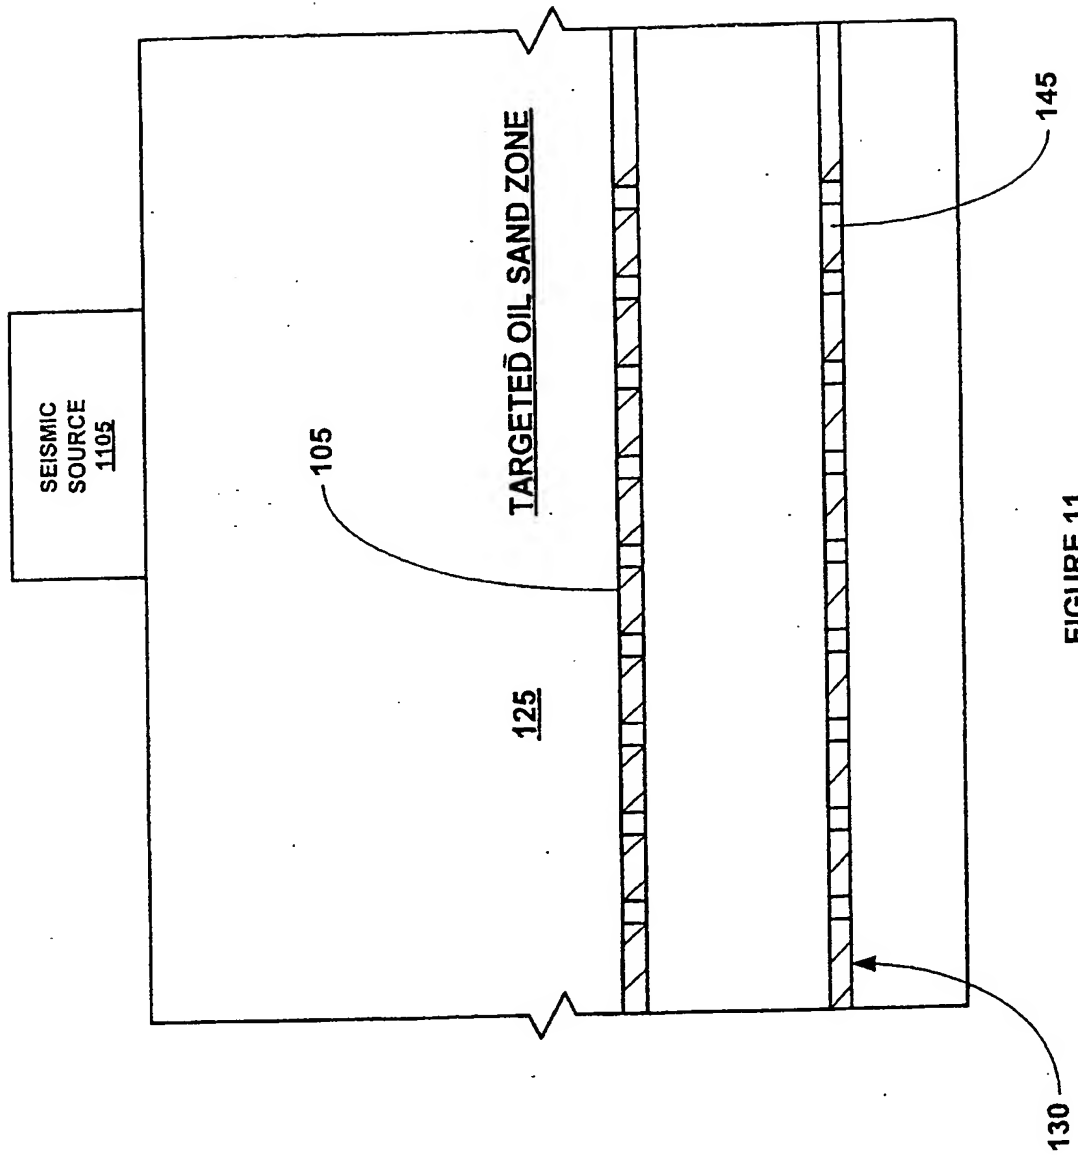 SEISMIC
SOURCE
1105
105
TARGETED OIL SAND ZONE
125
145
130
FIGURE 11